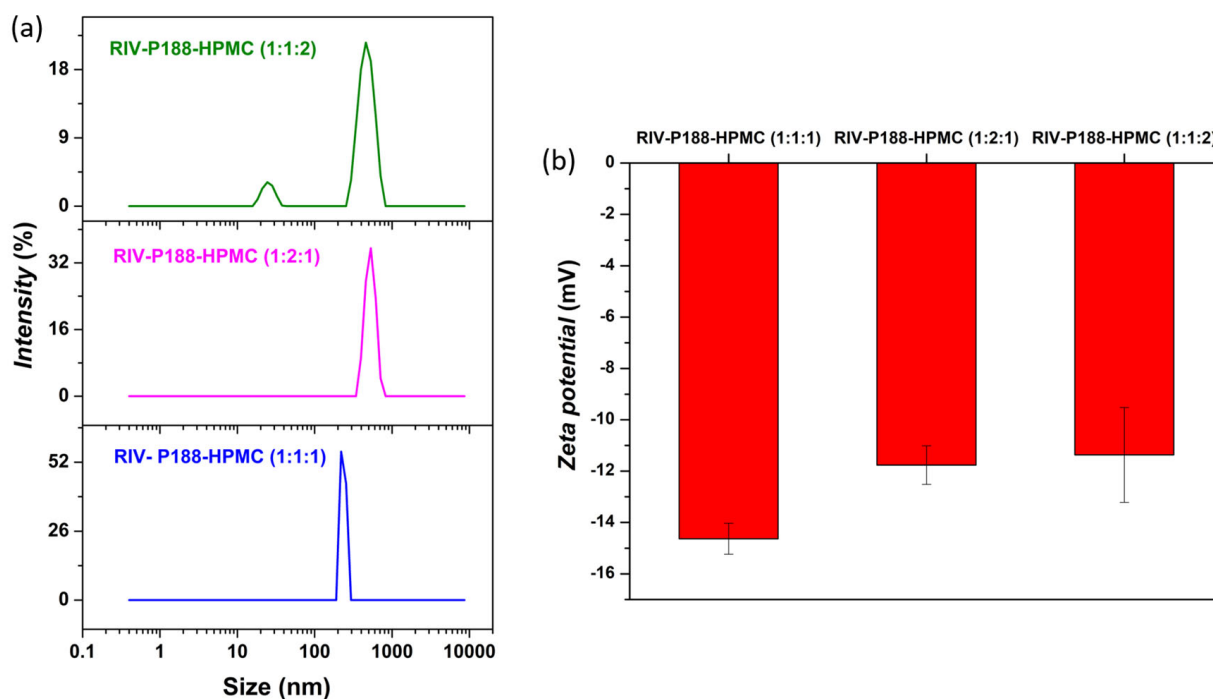 (a)
RIV-P188-HPMC (1:1:2)
18
9
0
RIV-P188-HPMC (1:2:1)
32
16
0
RIV- P188-HPMC (1:1:1)
52
26
0
Intensity (%)
0.1 1 10 100 1000 10000
Size (nm)
(b)
RIV-P188-HPMC (1:1:1) RIV-P188-HPMC (1:2:1) RIV-P188-HPMC (1:1:2)
0
-2
-4
-6
-8
-10
-12
-14
-16
Zeta potential (mV)